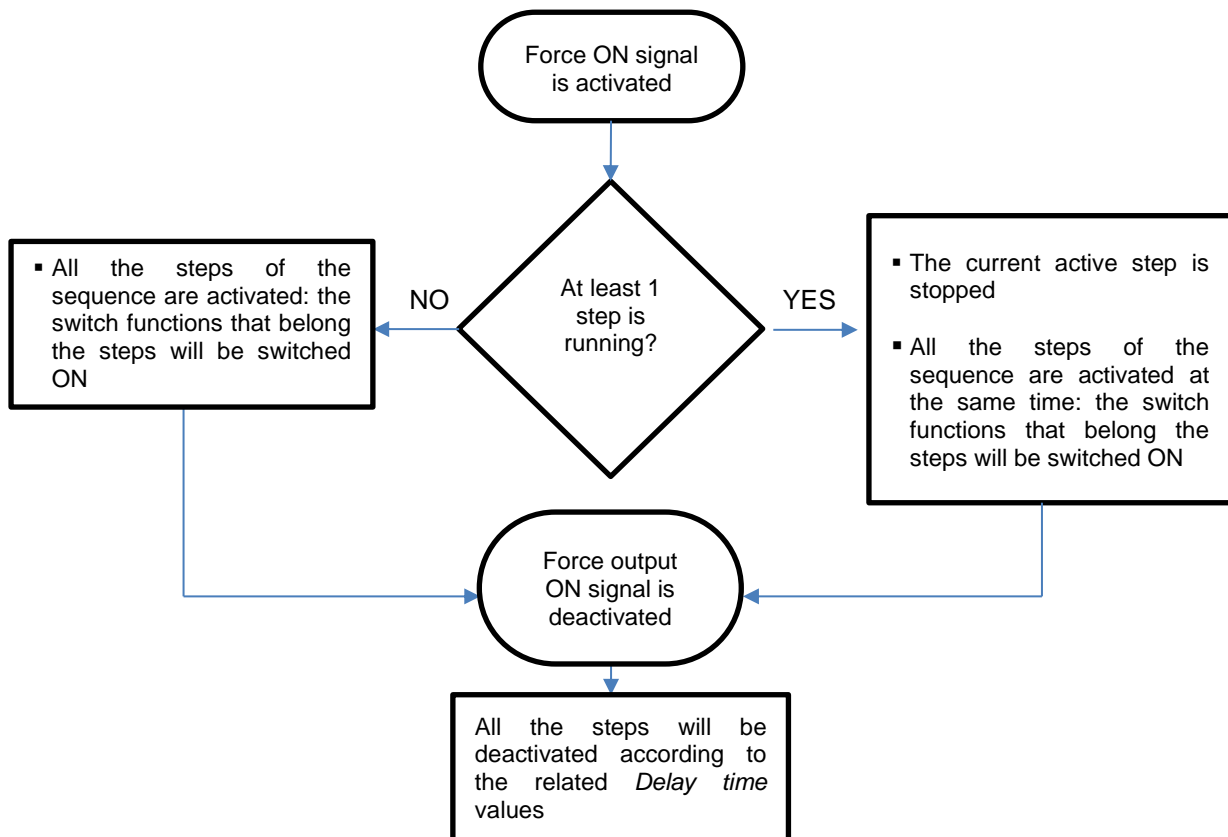 Force ON signal
is activated
At least 1
step is
running?
NO
YES
▪ All the steps of the
sequence are activated: the
switch functions that belong
the steps will be switched
ON
▪ The current active step is
stopped
▪ All the steps of the
sequence are activated at
the same time: the switch
functions that belong the
steps will be switched ON
Force output
ON signal is
deactivated
All the steps will be
deactivated according to
the related Delay time
values